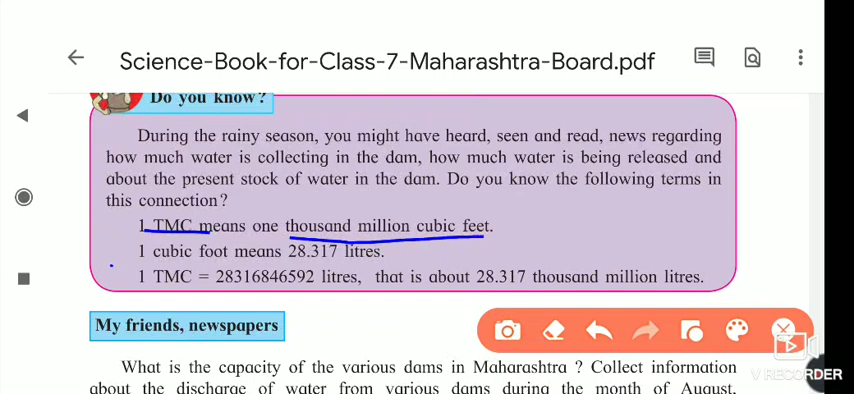 Science-Book-for-Class-7-Maharashtra-Board.pdf
Do you know?
During the rainy season, you might have heard, seen and read, news regarding
how much water is collecting in the dam, how much water is being released and
about the present stock of water in the dam. Do you know the following terms in
this connection?
1 TMC means one thousand million cubic feet.
1 cubic foot means 28.317 litres.
1 TMC = 28316846592 litres, that is about 28.317 thousand million litres.
My friends, newspapers
What is the capacity of the various dams in Maharashtra ? Collect information
about the discharge of water from various dams during the month of August,
V RECORDER